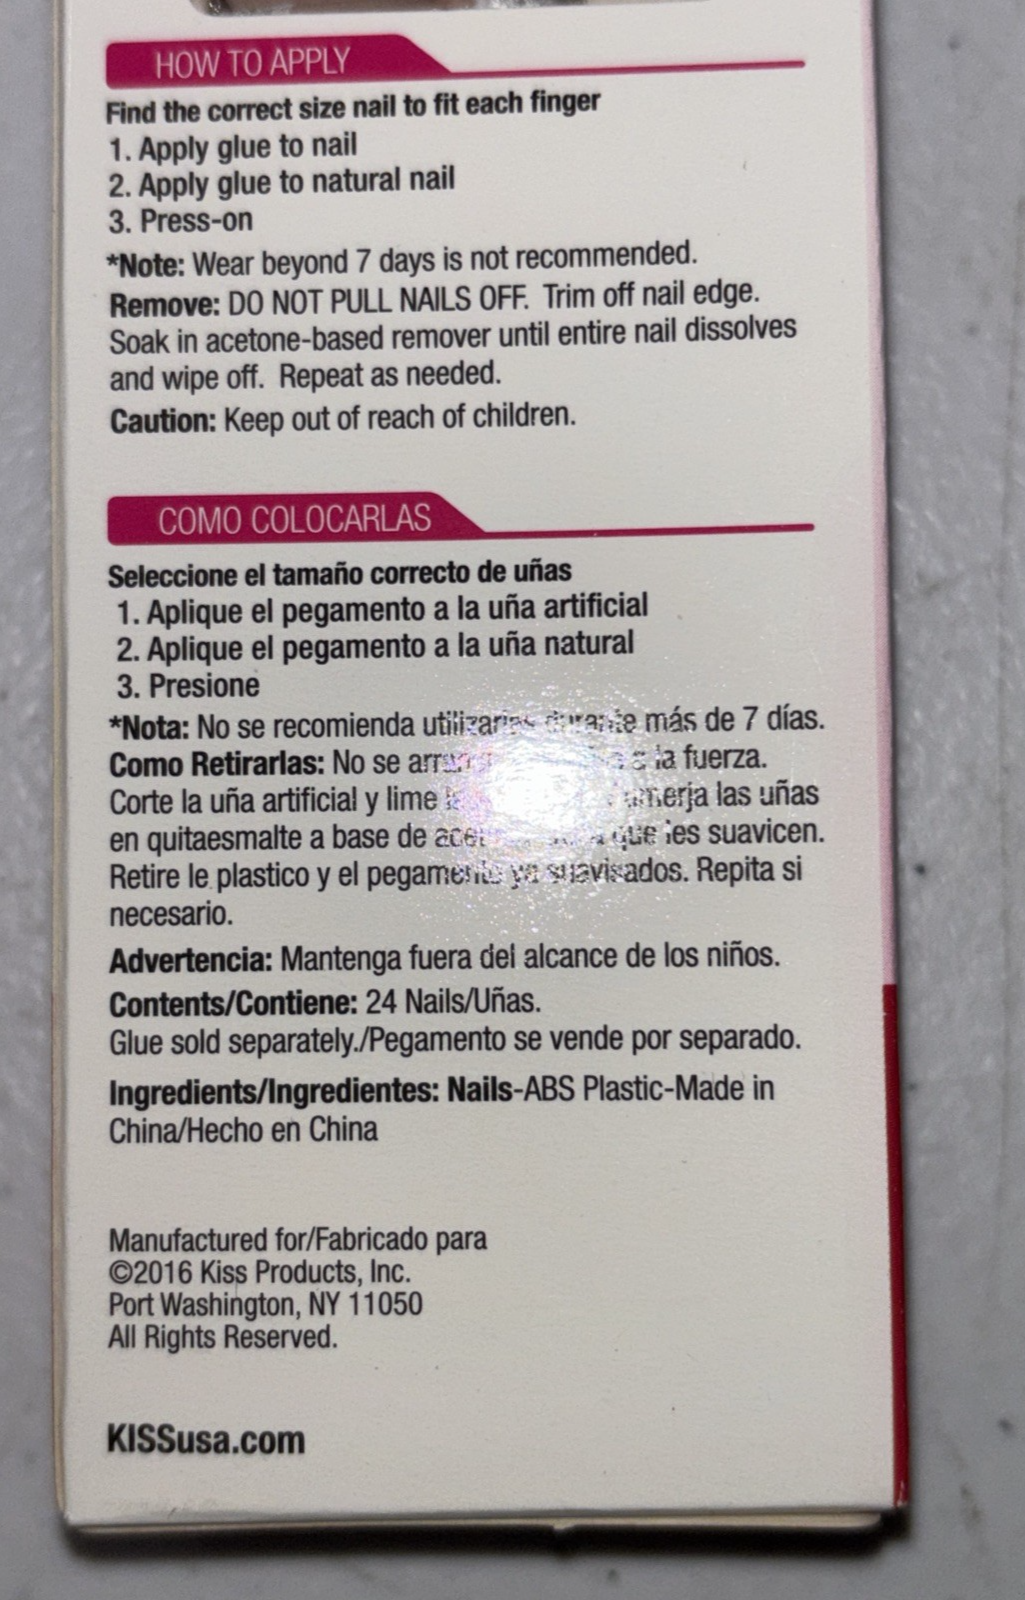 HOW TO APPLY
Find the correct size nail to fit each finger
1. Apply glue to nail
2. Apply glue to natural nail
3. Press-on
*Note: Wear beyond 7 days is not recommended.
Remove: DO NOT PULL NAILS OFF. Trim off nail edge.
Soak in acetone-based remover until entire nail dissolves
and wipe off. Repeat as needed.
Caution: Keep out of reach of children.
COMO COLOCARLAS
Seleccione el tamaño correcto de uñas
1. Aplique el pegamento a la uña artificial
2. Aplique el pegamento a la uña natural
3. Presione
*Nota: No se recomienda utilizarlas durante más de 7 días.
Como Retirarlas: No se a la fuerza.
Corte la uña artificial y lime las uñas
en quitaesmalte a base de que les suavicen.
Retire le plastico y el pegamento ya suavisados. Repita si
necesario.
Advertencia: Mantenga fuera del alcance de los niños.
Contents/Contiene: 24 Nails/Uñas.
Glue sold separately./Pegamento se vende por separado.
Ingredients/Ingredientes: Nails-ABS Plastic-Made in
China/Hecho en China
Manufactured for/Fabricado para
©2016 Kiss Products, Inc.
Port Washington, NY 11050
All Rights Reserved.
KISSusa.com